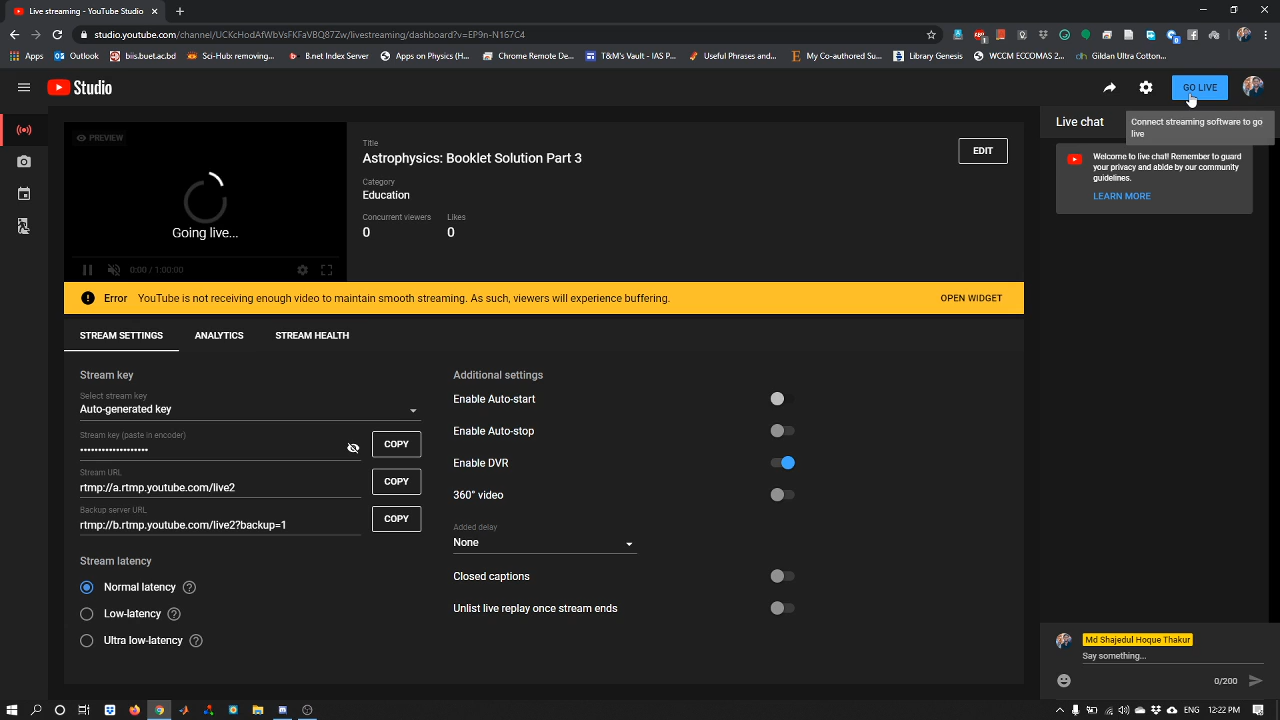 Live streaming - YouTube Studio
studio.youtube.com/channel/UCKcHodAfWbVsFKFaVBQ87Zw/livestreaming/dashboard?v=EP9n-N167C4
Apps
Outlook
biis.buetac.bd
Sci-Hub- removing...
B.net Index Server
Apps on Physics (H...
Chrome Remote De...
T&M's Vault - IAS P...
Useful Phrases - Ac...
My Co-authored Su...
Library Genesis
WCCM ECCOMAS 2...
Gildan Ultra Cotton...
Studio
GO LIVE
Connect streaming software to go
live
PREVIEW
Going live...
0:00 / 1:00:00
Title
Astrophysics: Booklet Solution Part 3
EDIT
Category
Education
Concurrent viewers
Likes
0
0
Live chat
Welcome to live chat! Remember to guard
your privacy and abide by our community
guidelines.
LEARN MORE
Error YouTube is not receiving enough video to maintain smooth streaming. As such, viewers will experience buffering.
OPEN WIDGET
STREAM SETTINGS
ANALYTICS
STREAM HEALTH
Stream key
Select stream key
Auto-generated key
Stream key (paste in encoder)
COPY
Stream URL
rtmp://a.rtmp.youtube.com/live2
COPY
Backup server URL
rtmp://b.rtmp.youtube.com/live2?backup=1
COPY
Stream latency
Normal latency
Low-latency
Ultra low-latency
Additional settings
Enable Auto-start
Enable Auto-stop
Enable DVR
360° video
Added delay
None
Closed captions
Unlist live replay once stream ends
Md Shajedul Hoque Thakur
Say something...
0/200
ENG
12:22 PM